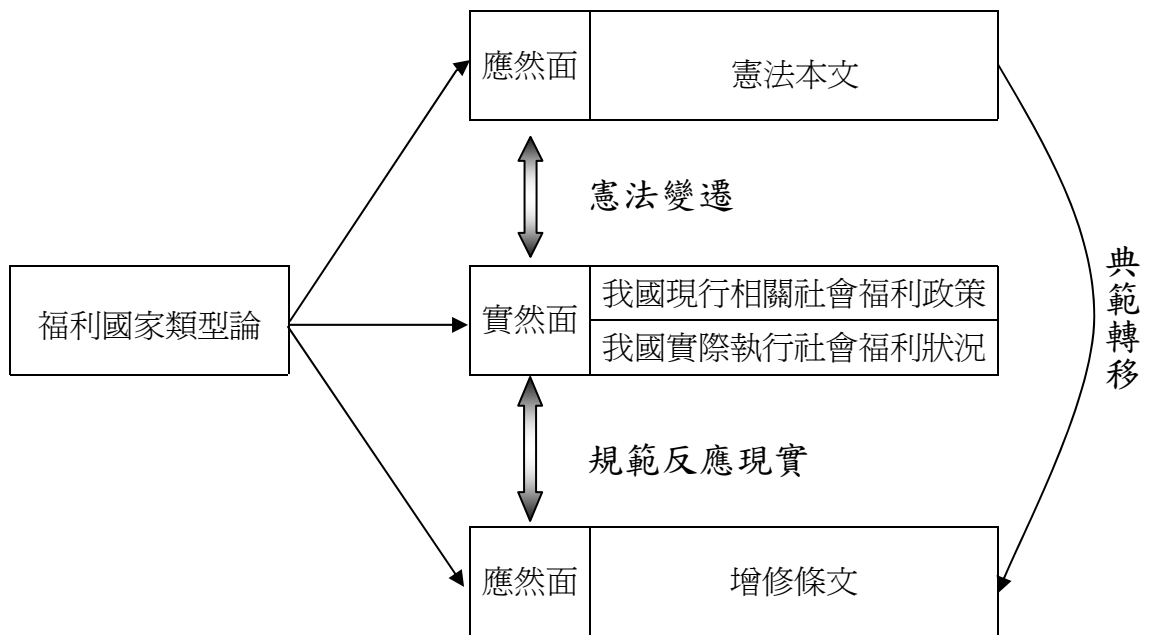 應然面
憲法本文
憲法變遷
福利國家類型論
實然面
我國現行相關社會福利政策
我國實際執行社會福利狀況
典範轉移
規範反應現實
應然面
增修條文